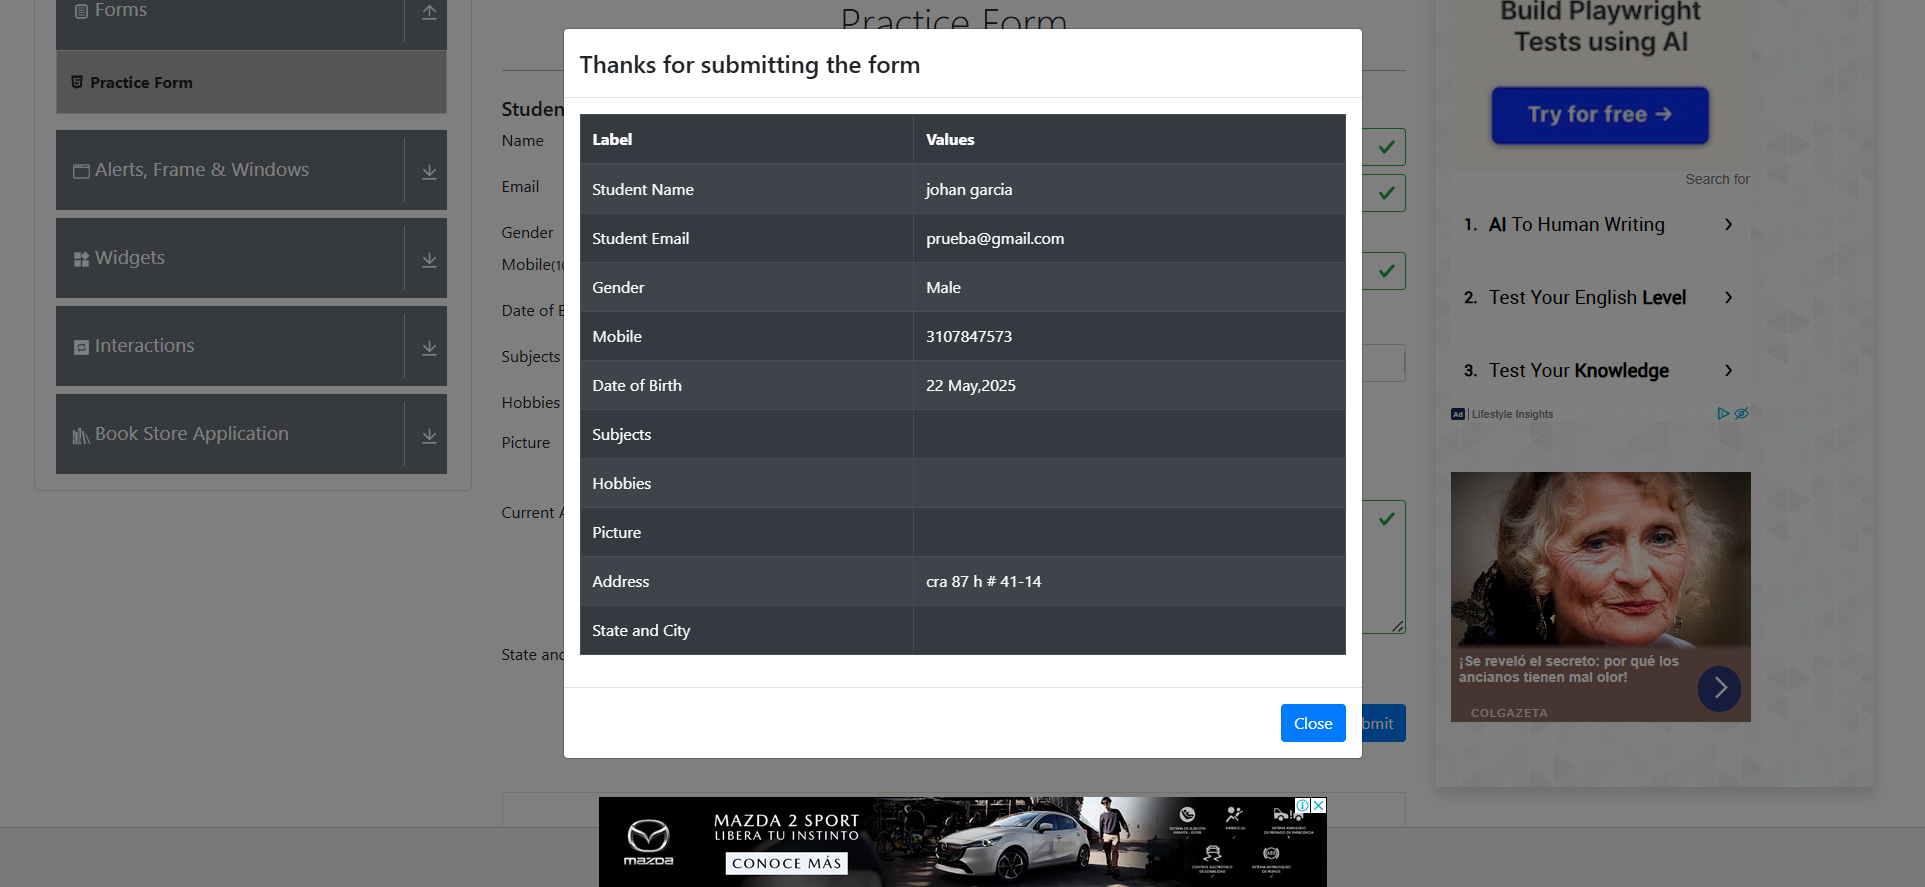 Forms
Practice Form
Alerts, Frame & Windows
Widgets
Interactions
Book Store Application
Practice Form
Studen
Name
Email
Gender
Mobile(10
Date of B
Subjects
Hobbies
Picture
Current A
State and
bmit
Thanks for submitting the form
Label Values
Student Name johan garcia
Student Email prueba@gmail.com
Gender Male
Mobile 3107847573
Date of Birth 22 May,2025
Subjects
Hobbies
Picture
Address cra 87 h # 41-14
State and City
Close
Build Playwright
Tests using AI
Try for free →
Search for
1. AI To Human Writing
2. Test Your English Level
3. Test Your Knowledge
Ad Lifestyle Insights
¡Se reveló el secreto: por qué los
ancianos tienen mal olor!
COLGAZETA
mazda
MAZDA 2 SPORT
LIBERA TU INSTINTO
CONOCE MÁS